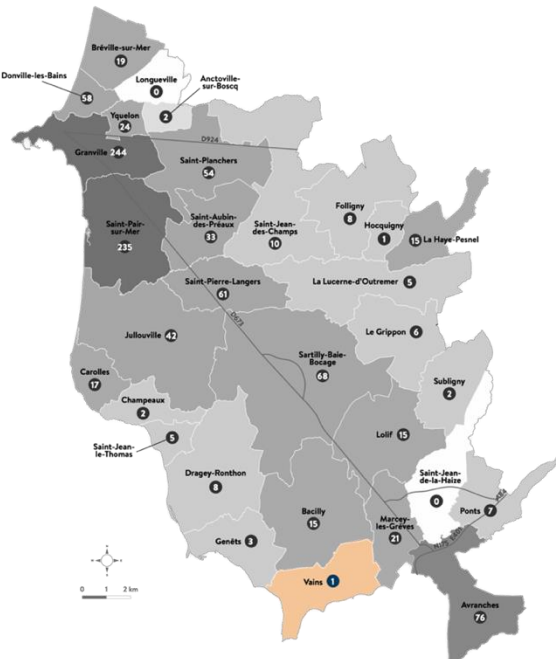 Bréville-sur-Mer
19
Donville-les-Bains
58
Longueville
0
Anctoville-
sur-Boscq
2
Yquelon
24
D924
Granville 244
Saint-Planchers
54
Saint-Pair-
sur-Mer
235
Saint-Aubin-
des-Préaux
33
Saint-Jean-
des-Champs
10
Folligny
8
Hocquigny
1
15 La Haye-Pesnel
Saint-Pierre-Langers
61
La Lucerne-d'Outremer 5
D673
Jullouville 42
Le Grippon 6
Sartilly-Baie-
Bocage
68
Carolles
17
Champeaux
2
Subligny
2
Saint-Jean-
le-Thomas
5
Lolif 15
Dragey-Ronthon
8
Saint-Jean-
de-la-Haize
0
Bacilly
15
Marcey-
les-Grèves
21
Ponts 7
A84
Genêts 3
Vains 1
0 1 2 km
Avranches
76